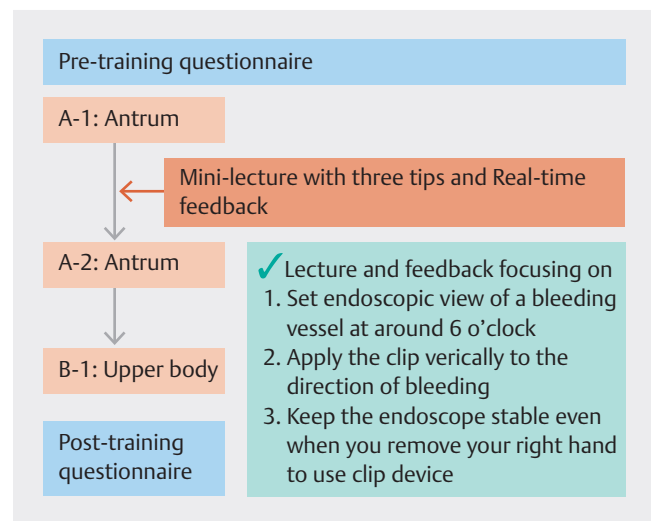 Pre-training questionnaire
A-1: Antrum
Mini-lecture with three tips and Real-time
feedback
A-2: Antrum
✓Lecture and feedback focusing on
1. Set endoscopic view of a bleeding
vessel at around 6 o’clock
2. Apply the clip verically to the
direction of bleeding
3. Keep the endoscope stable even
when you remove your right hand
to use clip device
B-1: Upper body
Post-training
questionnaire